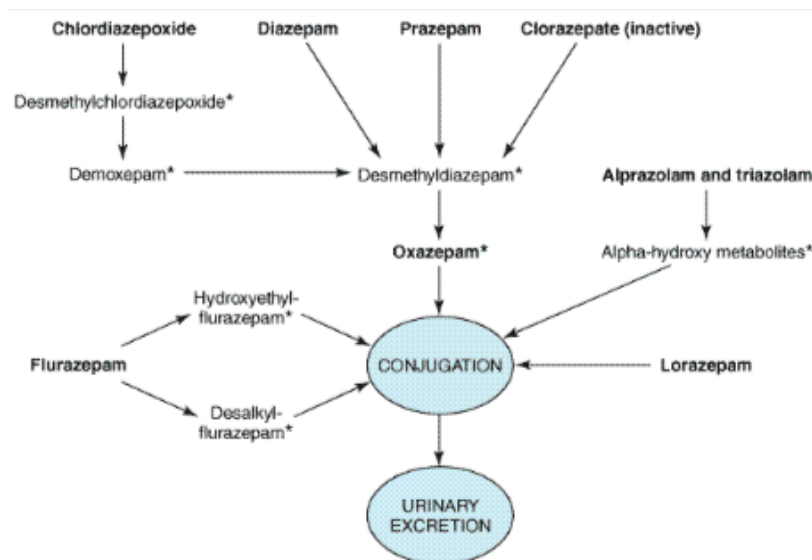 Chlordiazepoxide
Diazepam
Prazepam
Clorazepate (inactive)
Desmethylchlordiazepoxide*
Demoxepam*
Desmethyldiazepam*
Alprazolam and triazolam
Oxazepam*
Alpha-hydroxy metabolites*
Hydroxyethyl-
flurazepam*
Flurazepam
CONJUGATION
Lorazepam
Desalkyl-
flurazepam*
URINARY
EXCRETION